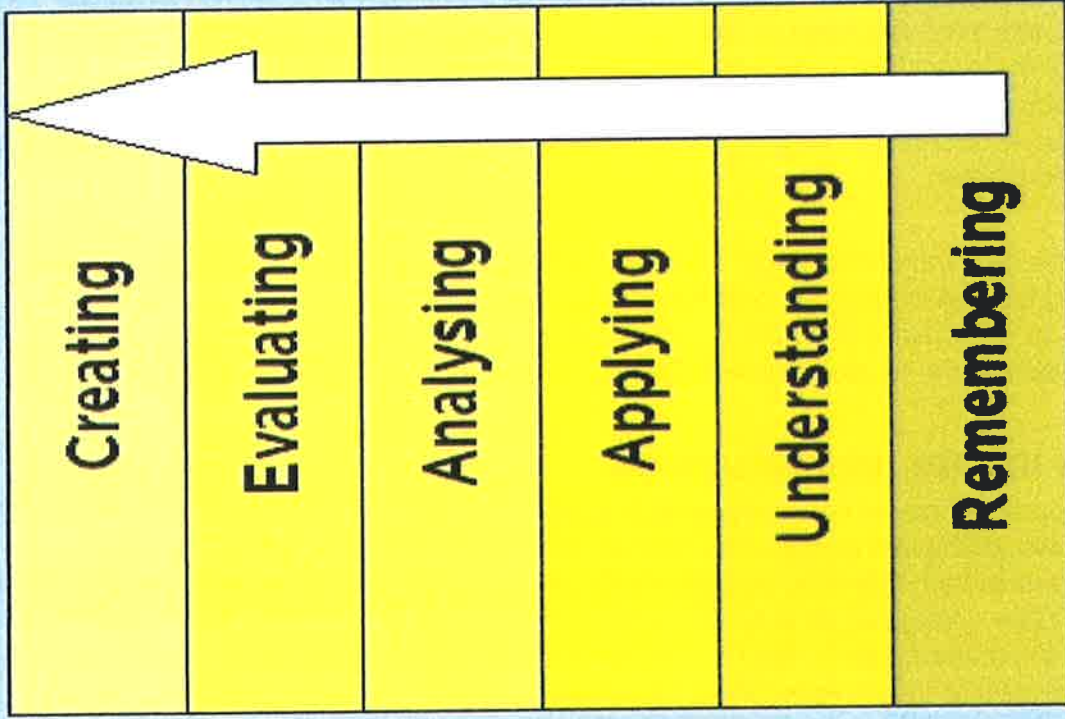 Creating
Evaluating
Analysing
Applying
Understanding
Remembering